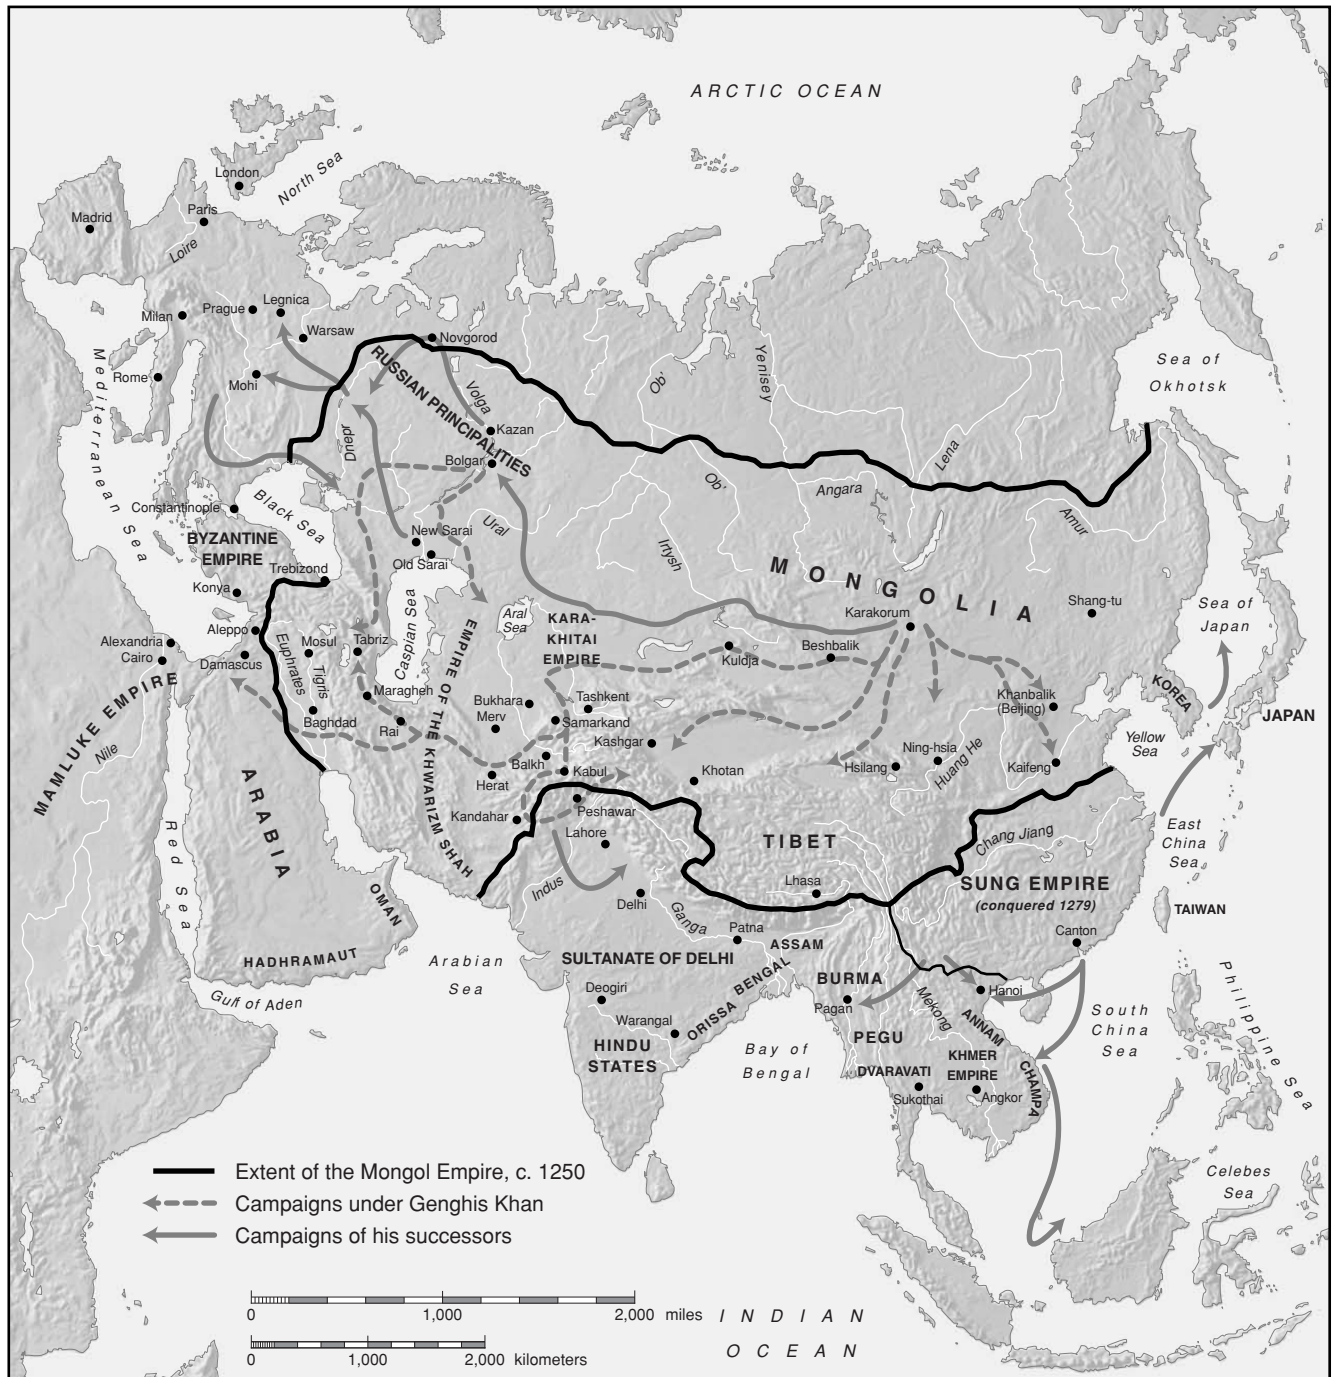 ARCTIC OCEAN
London
North Sea
Madrid
Paris
Loire
Milan
Prague
Legnica
Warsaw
Novgorod
Rome
Mohi
RUSSIAN PRINCIPALITIES
Volga
Kazan
Bolgar
Dnepr
Ob'
Yenisey
Lena
Sea of
Okhotsk
Mediterranean Sea
Constantinople
Black Sea
BYZANTINE
EMPIRE
Trebizond
Konya
New Sarai
Old Sarai
Ural
Irtysh
Ob'
Angara
Amur
MONGOLIA
Karakorum
Shang-tu
Sea of
Japan
Aral
Sea
KARA-
KHITAI
EMPIRE
Caspian Sea
Kuldja
Beshbalik
Alexandria
Cairo
Aleppo
Damascus
Euphrates
Mosul
Tigris
Tabriz
Maragheh
Baghdad
Rai
EMPIRE OF THE KHWARIZM SHAH
Bukhara
Merv
Tashkent
Samarkand
Kashgar
Balkh
Kabul
Herat
Kandahar
Peshawar
Lahore
Khotan
Hsilang
Ning-hsia
Huang He
Khanbalik
(Beijing)
Kaifeng
KOREA
JAPAN
Yellow
Sea
MAMLUKE EMPIRE
Nile
ARABIA
Red Sea
OMAN
HADHRAMAUT
Gulf of Aden
Arabian
Sea
Indus
Delhi
Ganga
TIBET
Lhasa
Patna
ASSAM
Chang Jiang
SUNG EMPIRE
(conquered 1279)
Canton
East
China
Sea
TAIWAN
Philippine Sea
SULTANATE OF DELHI
BENGAL
ORISSA
Deogiri
Warangal
HINDU
STATES
Bay of
Bengal
BURMA
Pagan
PEGU
DVARAVATI
Sukothai
Mekong
Hanoi
ANNAM
KHMER
EMPIRE
Angkor
CHAMPA
South
China
Sea
Celebes
Sea
Extent of the Mongol Empire, c. 1250
Campaigns under Genghis Khan
Campaigns of his successors
0 1,000 2,000 miles
0 1,000 2,000 kilometers
INDIAN
OCEAN